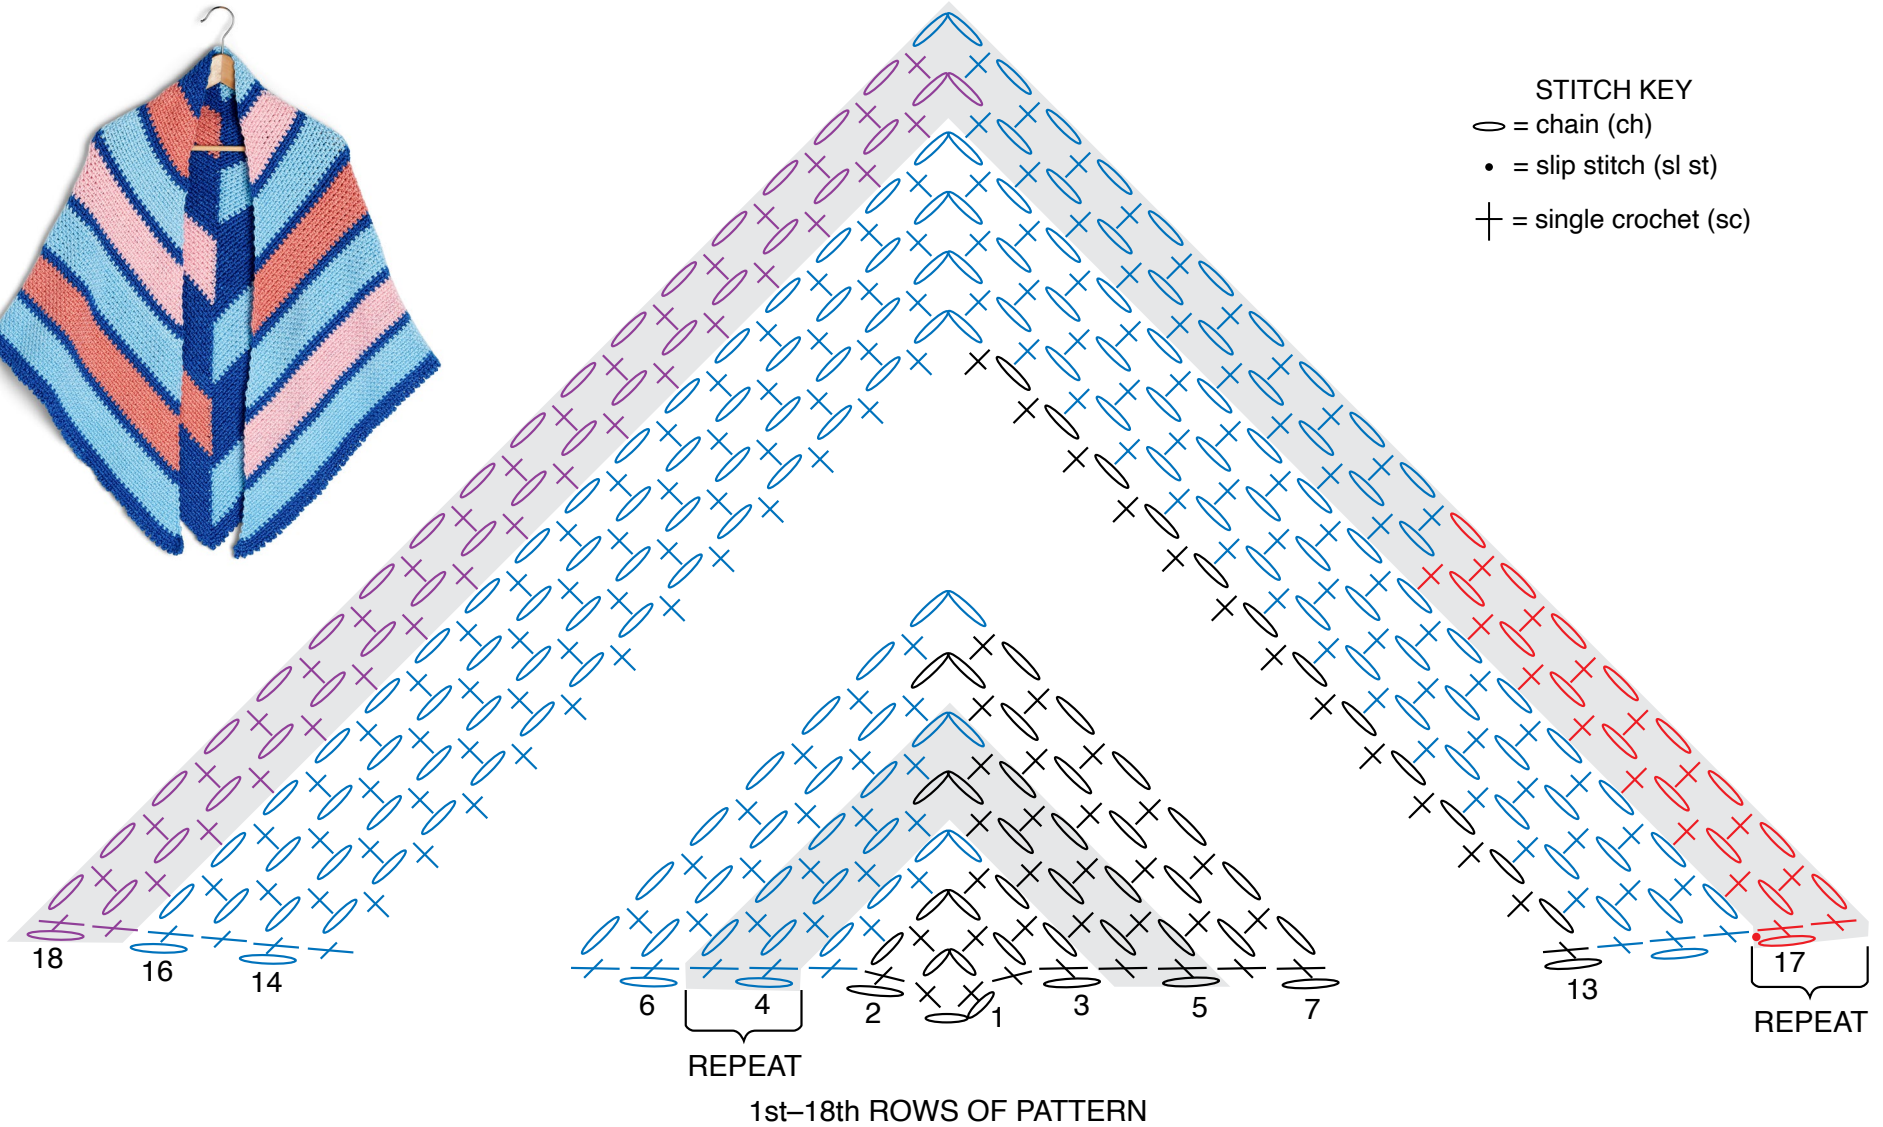 STITCH KEY
= chain (ch)
= slip stitch (sl st)
= single crochet (sc)
18
16
14
13
17
REPEAT
6
4
2
1
3
5
7
REPEAT
1st–18th ROWS OF PATTERN